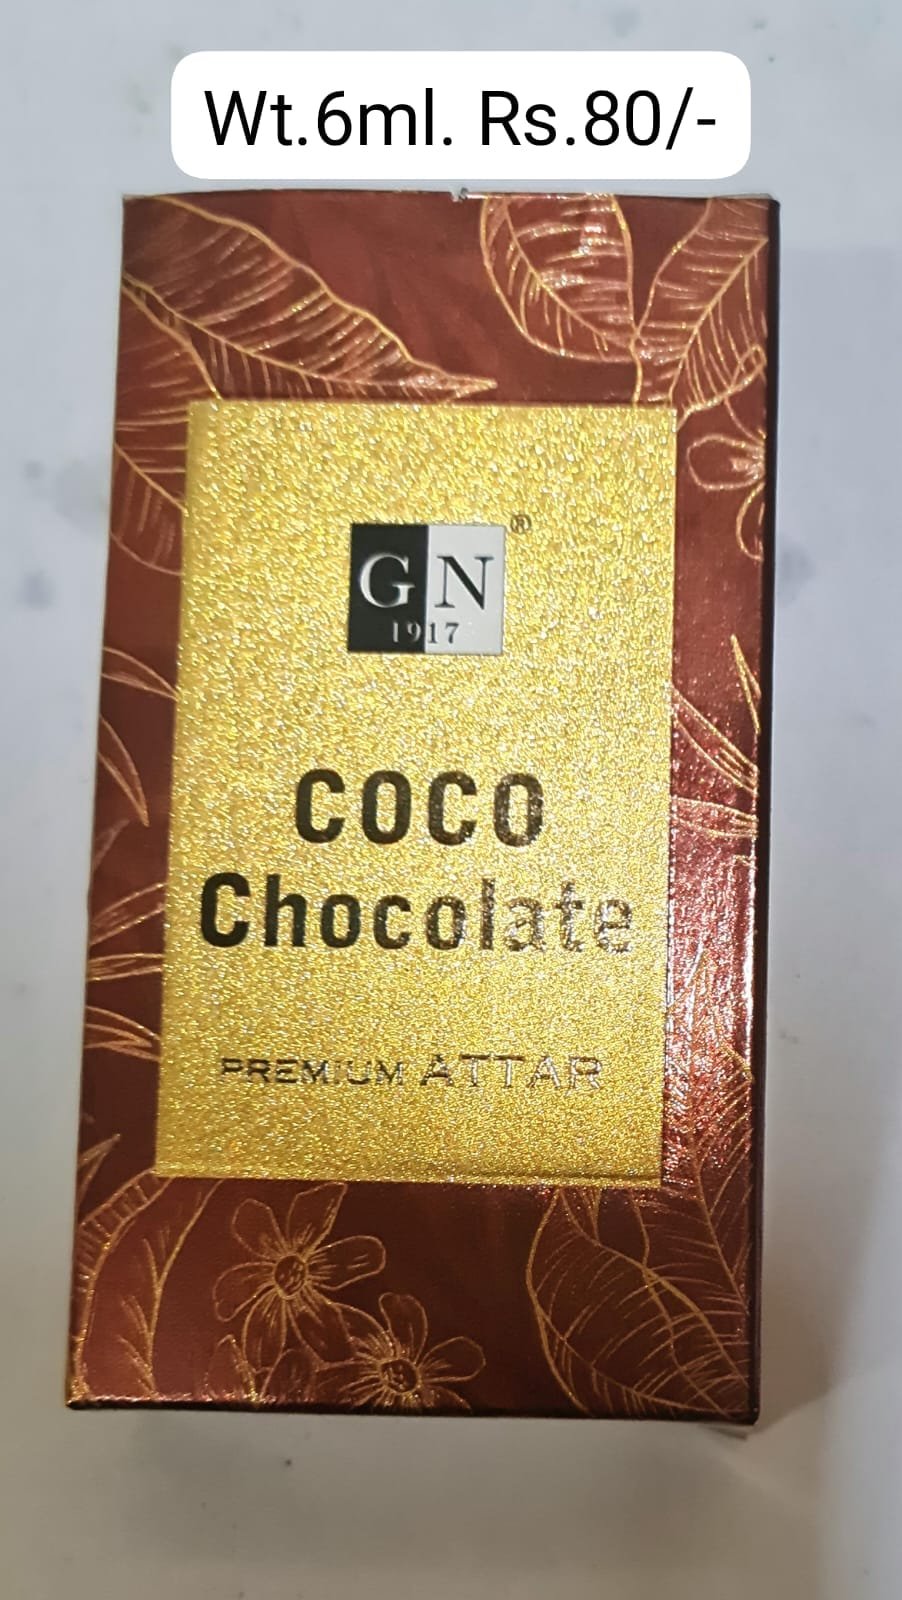 Wt.6ml. Rs.80/-
GN ®
1917
COCO
Chocolate
PREMIUM ATTAR